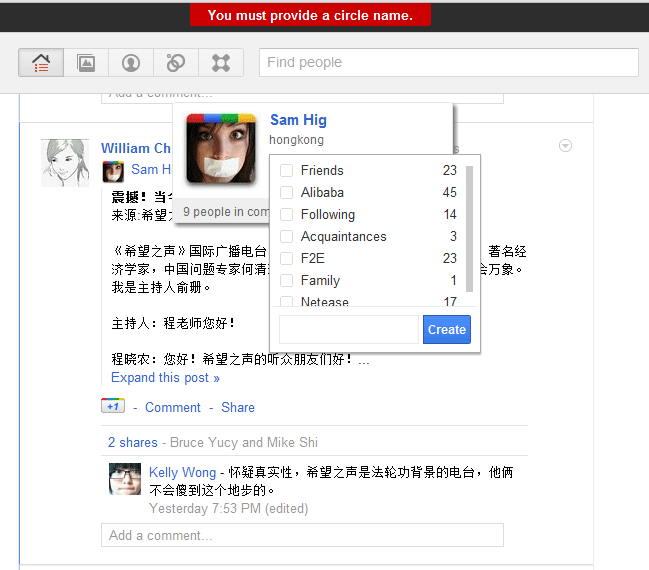 You must provide a circle name.
Find people
Add a comment...
Sam Hig
hongkong
William Ch
Sam H
9 people in com
Friends 23
Alibaba 45
Following 14
Acquaintances 3
F2E 23
Family 1
Netease 17
Create
震撼！当
来源:希望之
《希望之声》国际广播电台
著名经
济学家，中国问题专家何清
会万象。
我是主持人俞珊。
主持人：程老师您好！
程晓农：您好！希望之声的听众朋友们好！...
Expand this post »
+1 - Comment - Share
2 shares - Bruce Yucy and Mike Shi
Kelly Wong - 怀疑真实性，希望之声是法轮功背景的电台，他俩
不会傻到这个地步的。
Yesterday 7:53 PM (edited)
Add a comment...